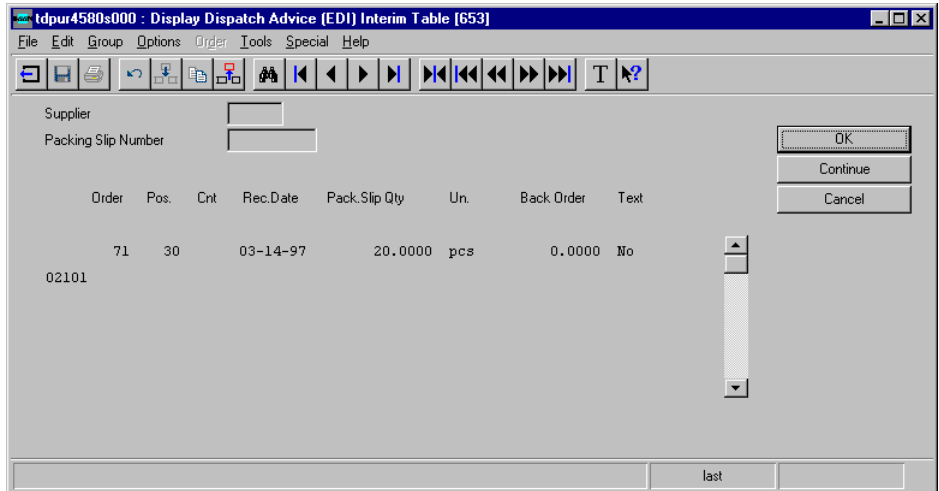 tdpur4580s000 : Display Dispatch Advice (EDI) Interim Table [653]
File Edit Group Options Order Tools Special Help
T ?
Supplier
Packing Slip Number
OK
Continue
Cancel
Order Pos. Cnt Rec.Date Pack.Slip Qty Un. Back Order Text
71 30 03-14-97 20.0000 pcs 0.0000 No
02101
last